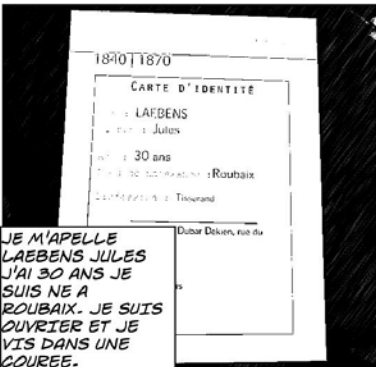 1840 | 1870
CARTE D'IDENTITÉ
: LAEBENS
: Jules
: 30 ans
: Roubaix
: Tisserand
Dubar Dekien, rue du
JE M'APELLE
LAEBENS JULES
J'AI 30 ANS JE
SUIS NE A
ROUBAIX. JE SUIS
OUVRIER ET JE
VIS DANS UNE
COUREE.